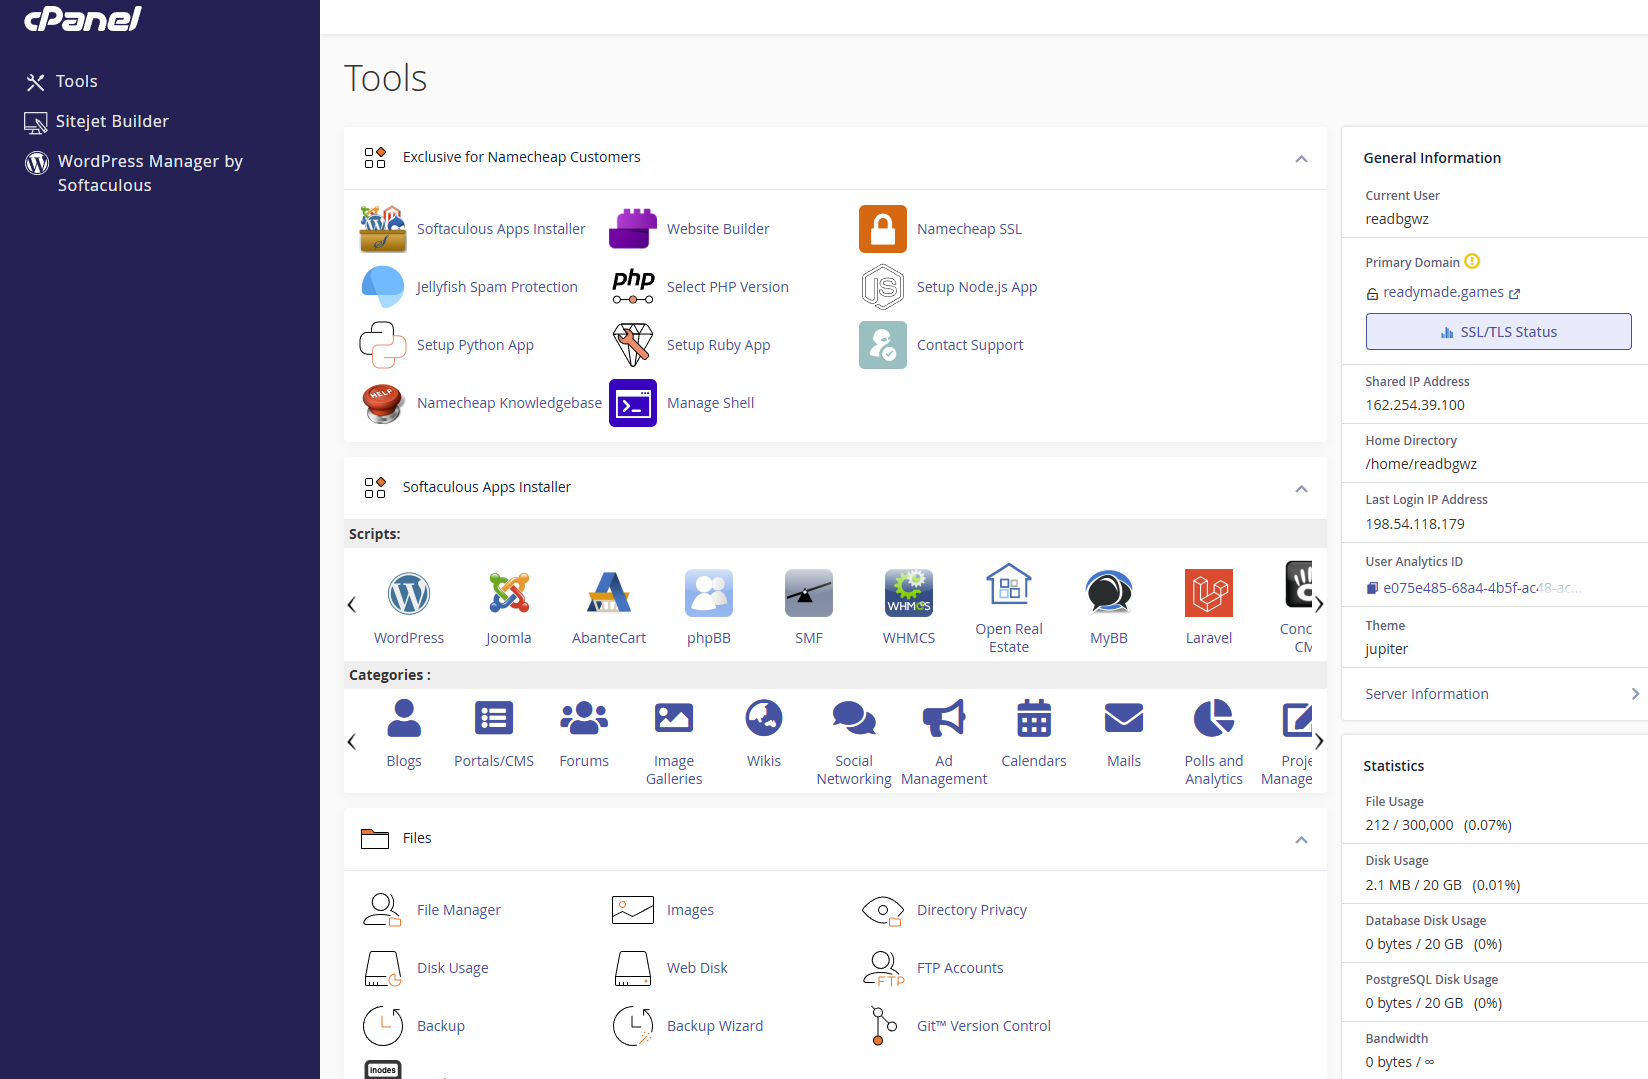 cPanel
Tools
Sitejet Builder
WordPress Manager by
Softaculous
Tools
Exclusive for Namecheap Customers
Softaculous Apps Installer
Website Builder
Namecheap SSL
Jellyfish Spam Protection
php
Select PHP Version
JS
Setup Node.js App
Setup Python App
Setup Ruby App
Contact Support
HELP
Namecheap Knowledgebase
Manage Shell
Softaculous Apps Installer
Scripts:
WordPress
Joomla
AbanteCart
phpBB
SMF
WHMCS
WHMCS
Open Real
Estate
MyBB
Laravel
Conc
CM
Categories :
Blogs
Portals/CMS
Forums
Image
Galleries
Wikis
Social
Networking
Ad
Management
Calendars
Mails
Polls and
Analytics
Proje
Manage
Files
File Manager
Images
Directory Privacy
Disk Usage
Web Disk
FTP
FTP Accounts
Backup
Backup Wizard
Git™ Version Control
inodes
General Information
Current User
readbgwz
Primary Domain
readymade.games
SSL/TLS Status
Shared IP Address
162.254.39.100
Home Directory
/home/readbgwz
Last Login IP Address
198.54.118.179
User Analytics ID
e075e485-68a4-4b5f-ac48-ac...
Theme
jupiter
Server Information
Statistics
File Usage
212 / 300,000 (0.07%)
Disk Usage
2.1 MB / 20 GB (0.01%)
Database Disk Usage
0 bytes / 20 GB (0%)
PostgreSQL Disk Usage
0 bytes / 20 GB (0%)
Bandwidth
0 bytes / ∞